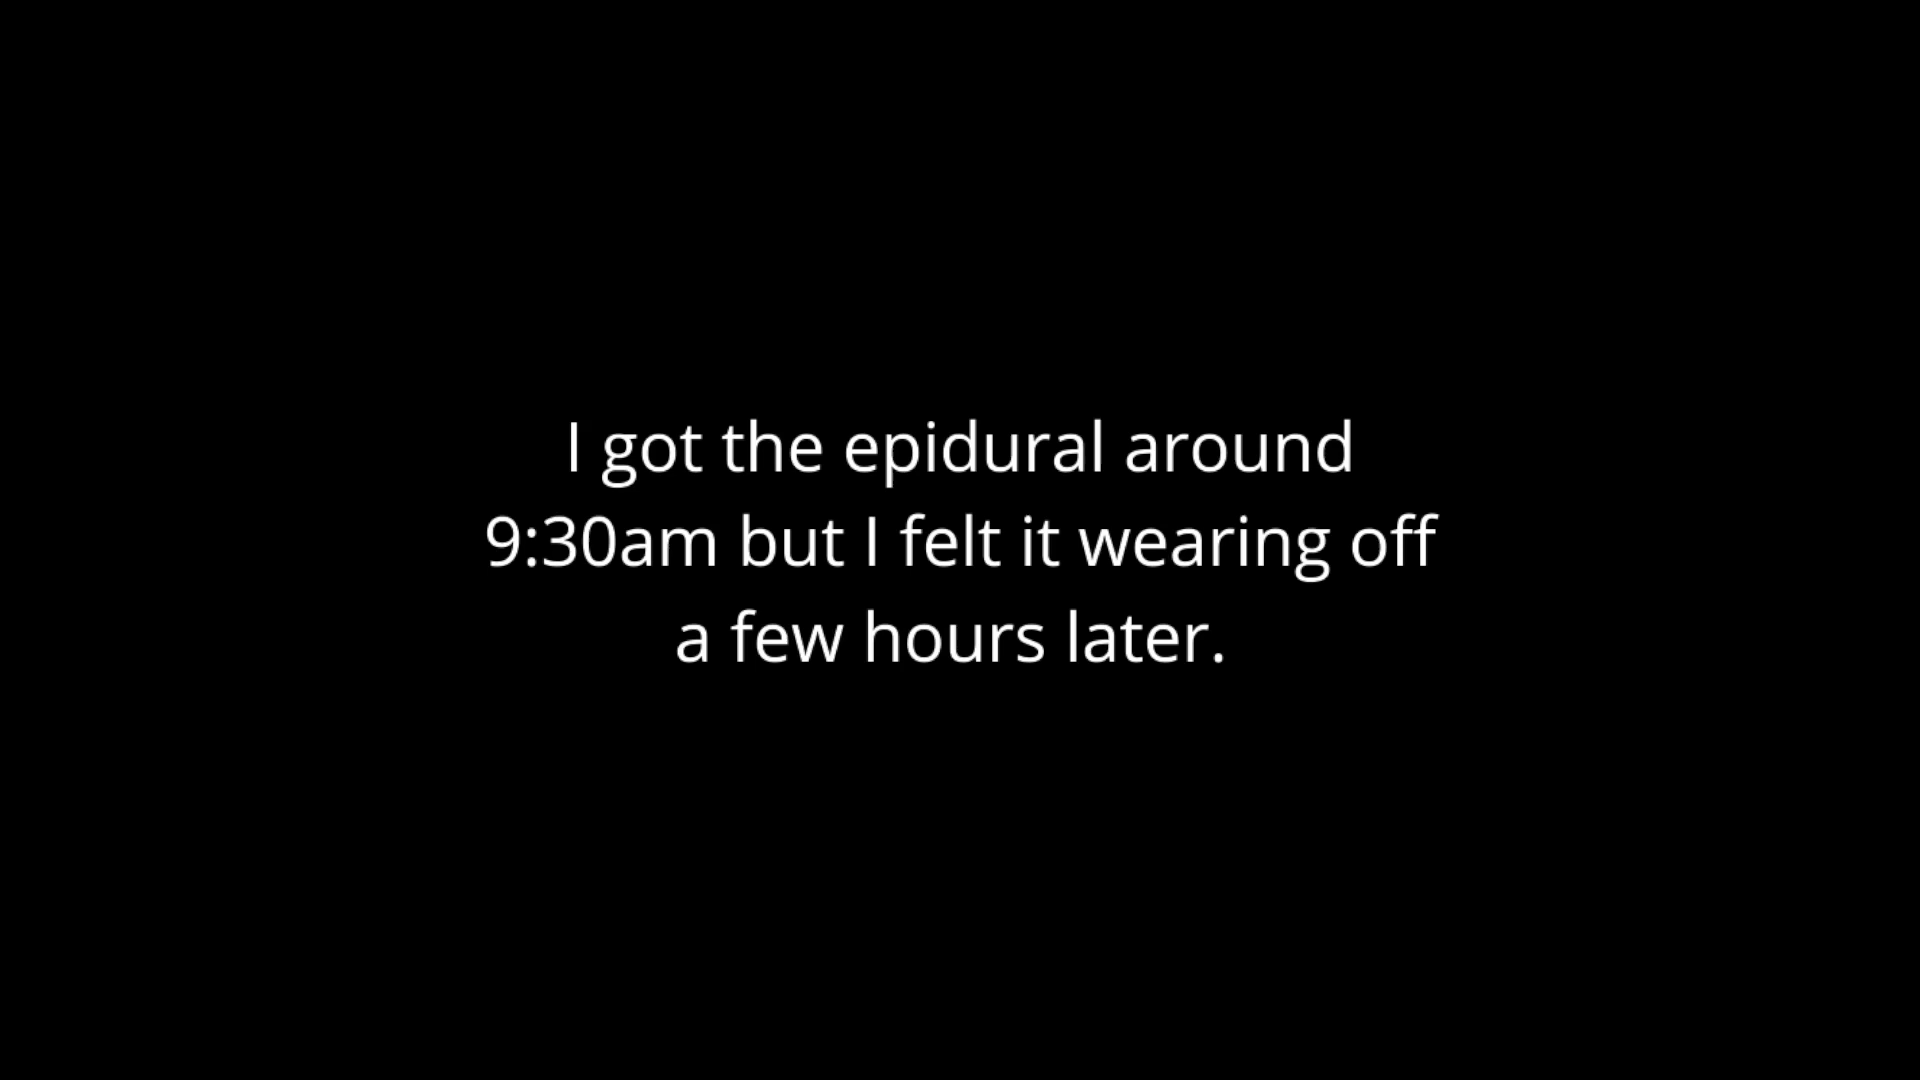 I got the epidural around
9:30am but I felt it wearing off
a few hours later.